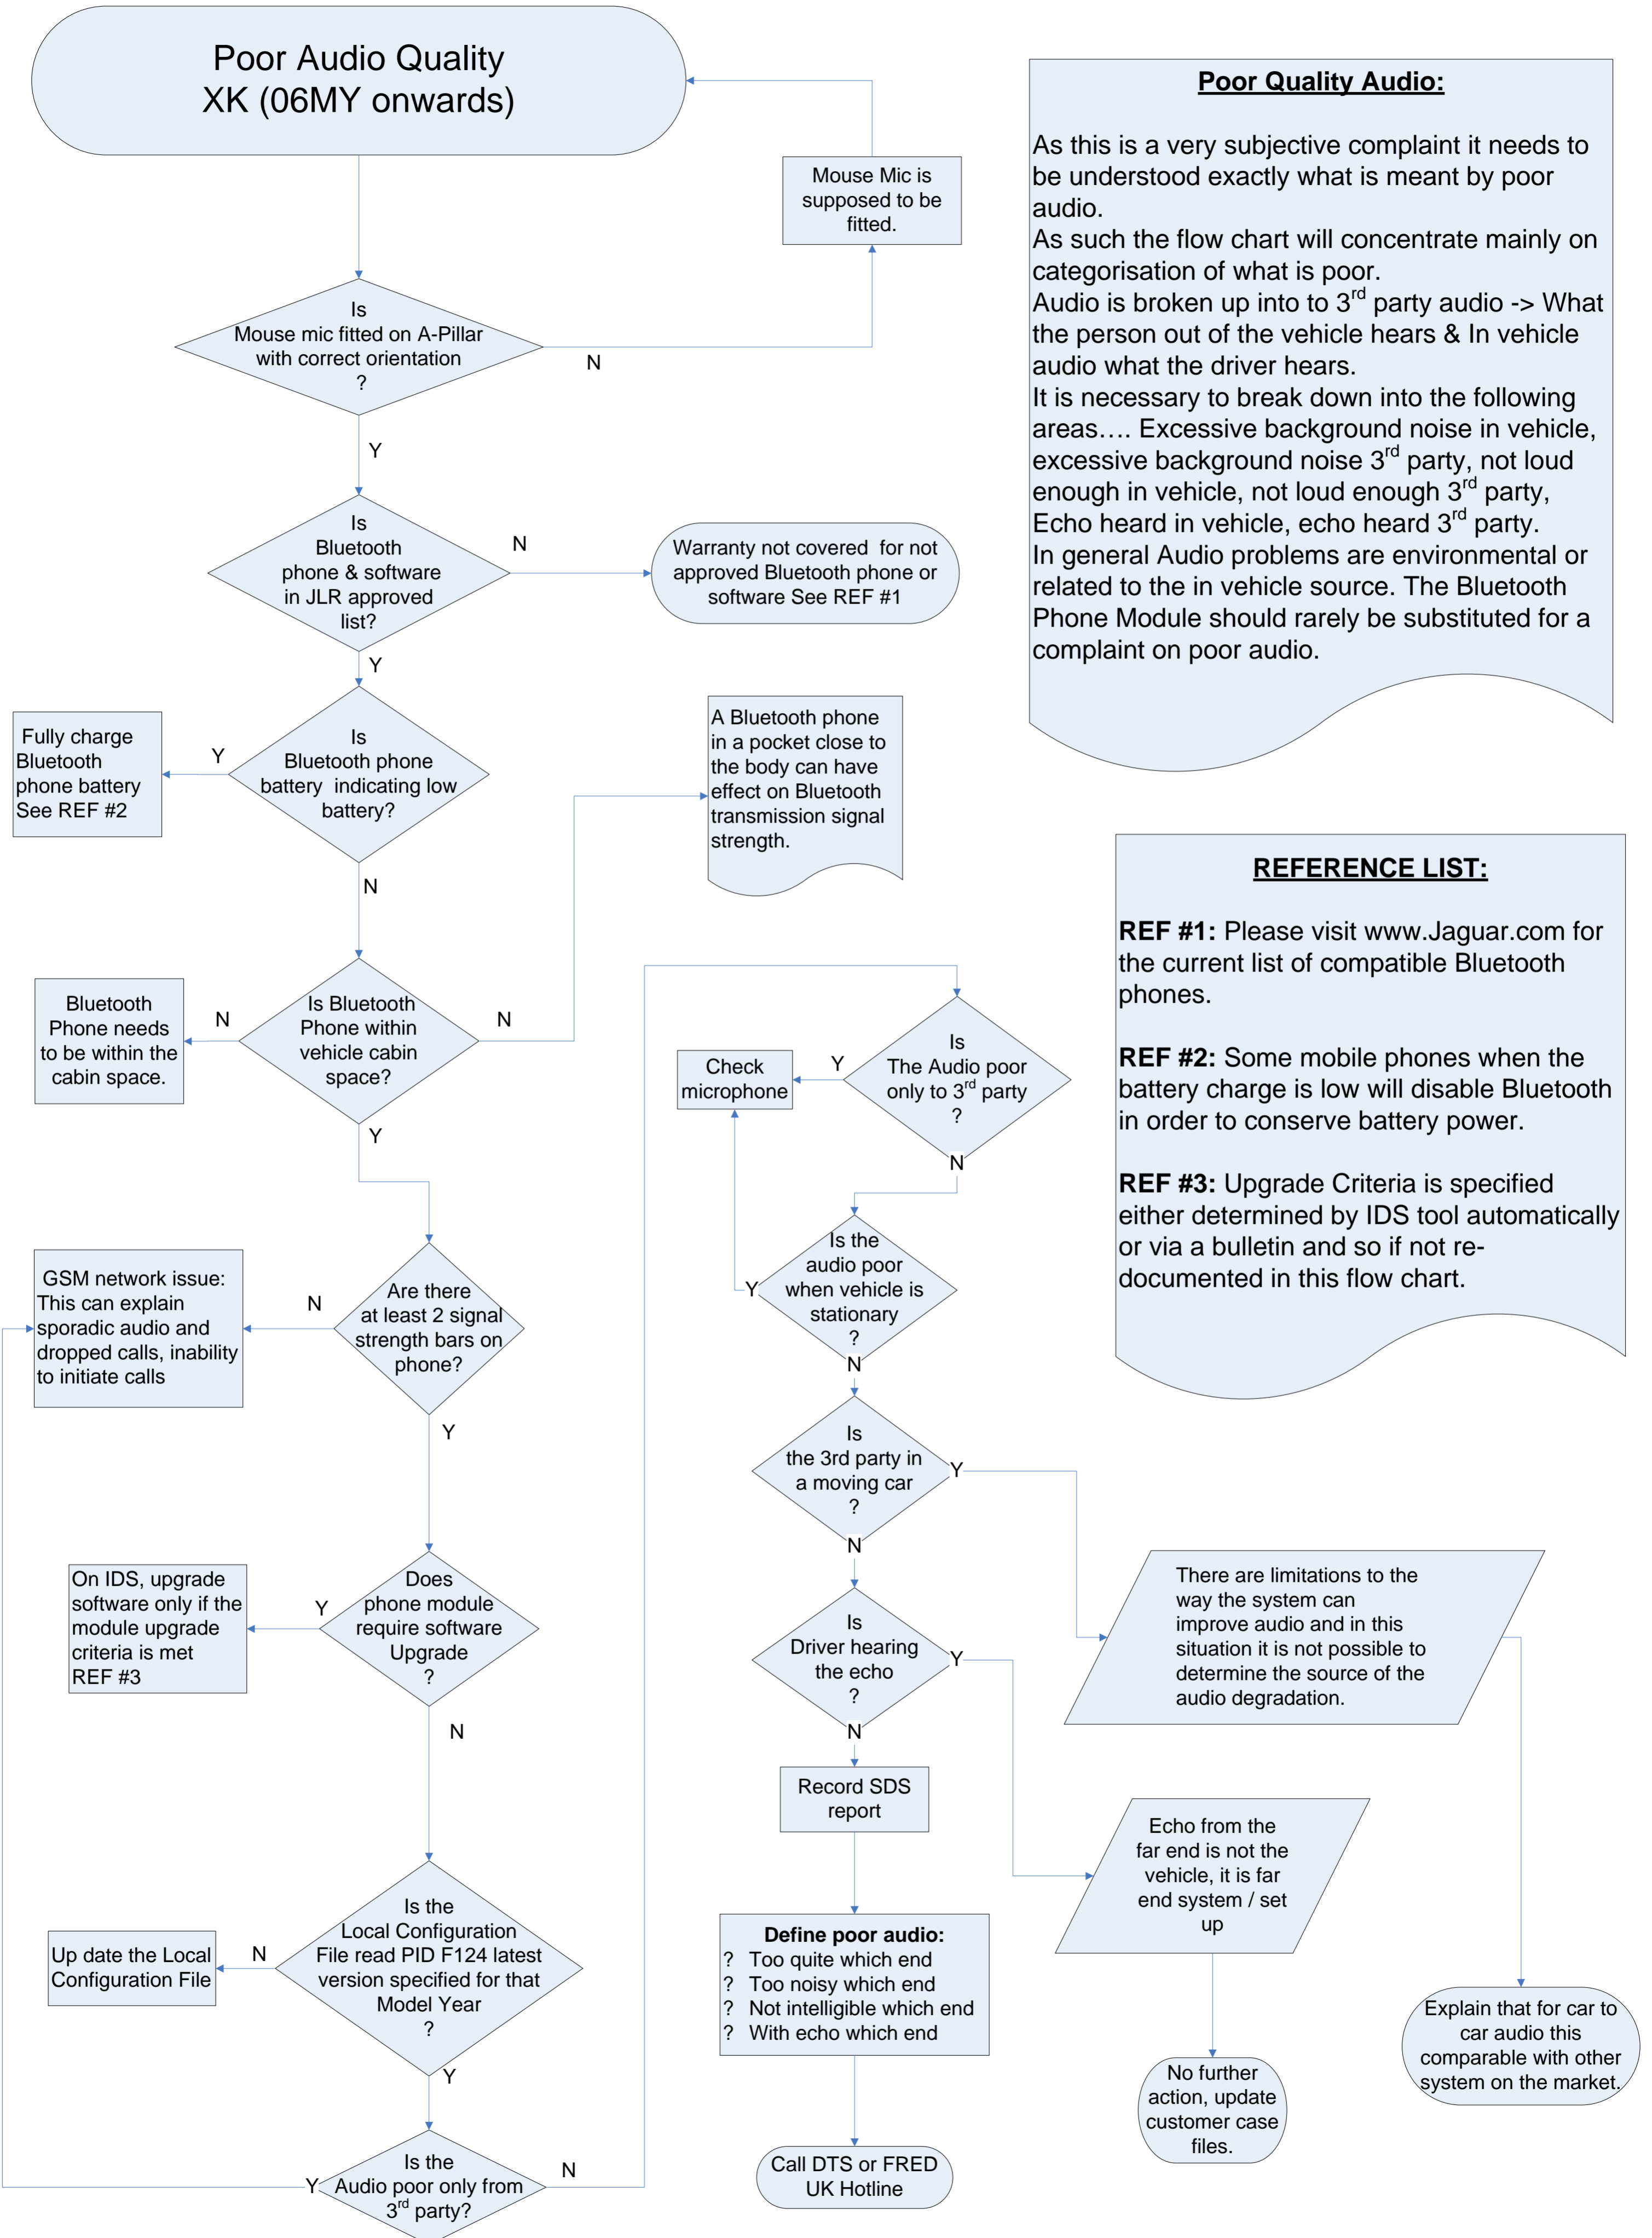 Poor Audio Quality
XK (06MY onwards)
Mouse Mic is
supposed to be
fitted.
Is
Mouse mic fitted on A-Pillar
with correct orientation
?
N
Y
Is
Bluetooth
phone & software
in JLR approved
list?
N
Warranty not covered for not
approved Bluetooth phone or
software See REF #1
Y
Is
Bluetooth phone
battery indicating low
battery?
Y
Fully charge
Bluetooth
phone battery
See REF #2
N
A Bluetooth phone
in a pocket close to
the body can have
effect on Bluetooth
transmission signal
strength.
Is Bluetooth
Phone within
vehicle cabin
space?
N
Bluetooth
Phone needs
to be within the
cabin space.
N
Y
Are there
at least 2 signal
strength bars on
phone?
N
GSM network issue:
This can explain
sporadic audio and
dropped calls, inability
to initiate calls
Y
Does
phone module
require software
Upgrade
?
Y
On IDS, upgrade
software only if the
module upgrade
criteria is met
REF #3
N
Is the
Local Configuration
File read PID F124 latest
version specified for that
Model Year
?
N
Up date the Local
Configuration File
Y
Is the
Audio poor only from
3rd party?
Y
N
Is
The Audio poor
only to 3rd party
?
Y
Check
microphone
N
Is the
audio poor
when vehicle is
stationary
?
Y
N
Is
the 3rd party in
a moving car
?
Y
N
There are limitations to the
way the system can
improve audio and in this
situation it is not possible to
determine the source of the
audio degradation.
Is
Driver hearing
the echo
?
Y
N
Record SDS
report
Echo from the
far end is not the
vehicle, it is far
end system / set
up
Define poor audio:
? Too quite which end
? Too noisy which end
? Not intelligible which end
? With echo which end
Explain that for car to
car audio this
comparable with other
system on the market.
No further
action, update
customer case
files.
Call DTS or FRED
UK Hotline
Poor Quality Audio:
As this is a very subjective complaint it needs to
be understood exactly what is meant by poor
audio.
As such the flow chart will concentrate mainly on
categorisation of what is poor.
Audio is broken up into to 3rd party audio -> What
the person out of the vehicle hears & In vehicle
audio what the driver hears.
It is necessary to break down into the following
areas…. Excessive background noise in vehicle,
excessive background noise 3rd party, not loud
enough in vehicle, not loud enough 3rd party,
Echo heard in vehicle, echo heard 3rd party.
In general Audio problems are environmental or
related to the in vehicle source. The Bluetooth
Phone Module should rarely be substituted for a
complaint on poor audio.
REFERENCE LIST:
REF #1: Please visit www.Jaguar.com for
the current list of compatible Bluetooth
phones.
REF #2: Some mobile phones when the
battery charge is low will disable Bluetooth
in order to conserve battery power.
REF #3: Upgrade Criteria is specified
either determined by IDS tool automatically
or via a bulletin and so if not re-
documented in this flow chart.